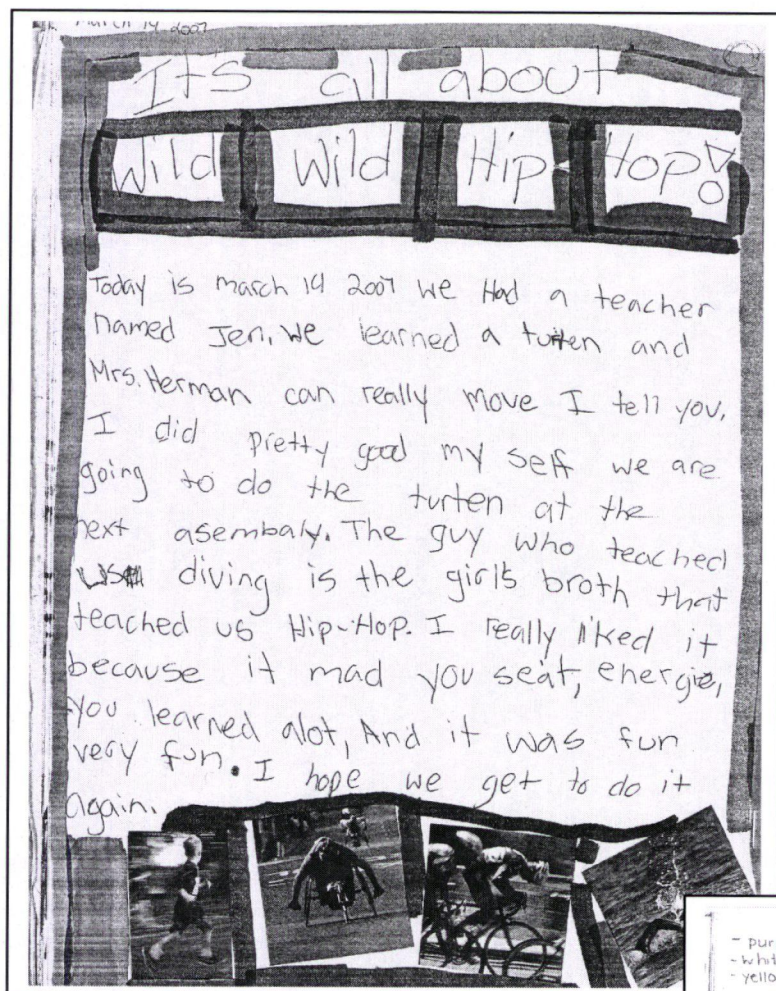 March 14 2007
It's all about
Wild Wild Hip-Hop!
Today is march 14 2007 we Had a teacher
named Jen. We learned a turten and
Mrs. Herman can really move I tell you.
I did pretty good my self we are
going to do the turten at the
next asembaly. The guy who teached
us diving is the girls broth that
teached us Hip-Hop. I really liked it
because it mad you seat, energie,
you learned alot, And it was fun
very fun. I hope we get to do it
again.
- pur
- whit
- yello